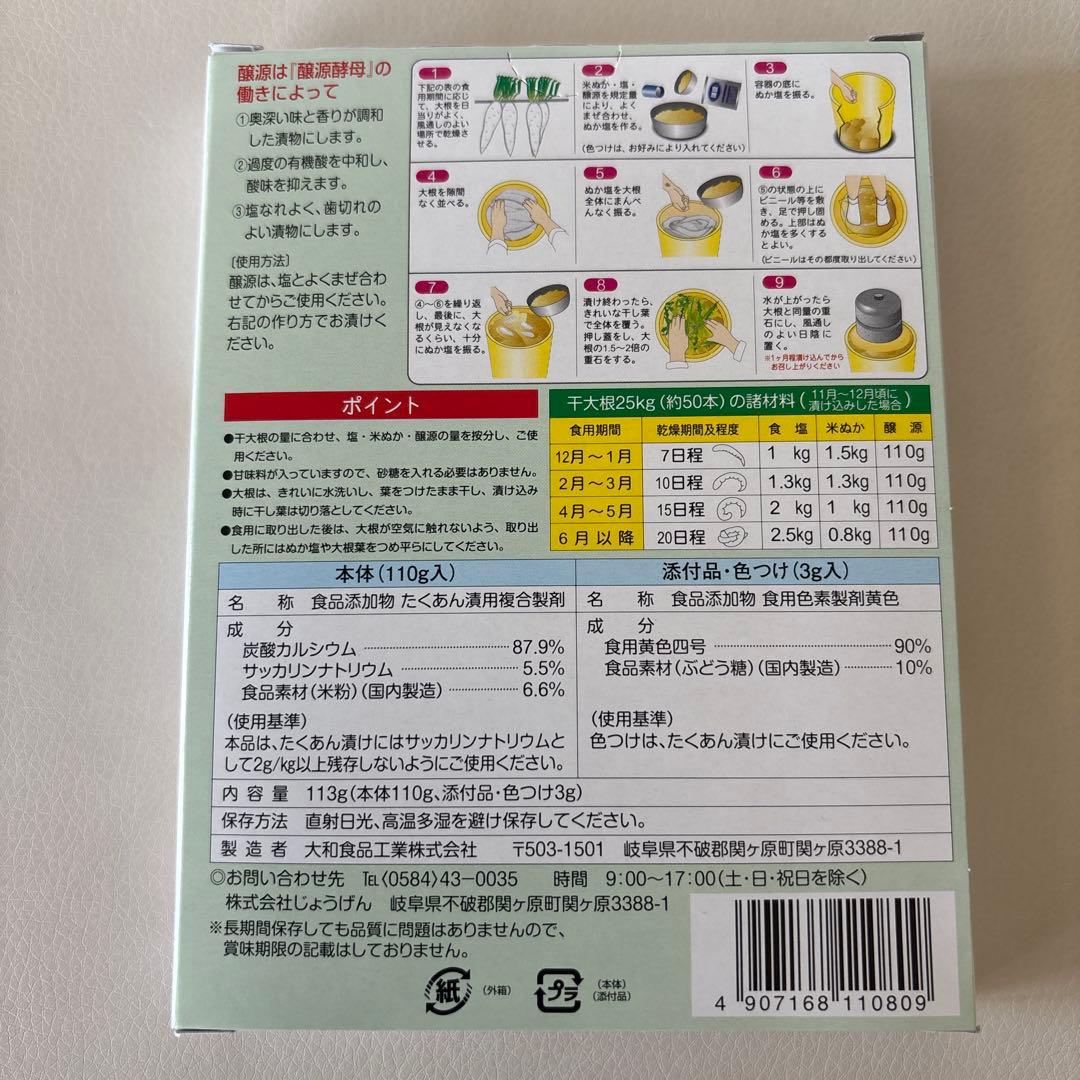 醸源は『醸源酵母』の
働きによって
①奥深い味と香りが調和
した漬物にします。
②過度の有機酸を中和し、
酸味を抑えます。
③塩なれよく、歯切れの
よい漬物にします。
〔使用方法〕
醸源は、塩とよくまぜ合わ
せてからご使用ください。
右記の作り方でお漬けく
ださい。
1
下記の表の食
用期間に応じ
て、大根を日
当りがよく、
風通しのよい
場所で乾燥さ
せる。
2
米ぬか・塩・
醸源を規定量
により、よく
まぜ合わせ、
ぬか塩を作る。
(色つけは、お好みにより入れてください)
3
容器の底に
ぬか塩を振る。
4
大根を隙間
なく並べる。
5
ぬか塩を大根
全体にまんべ
んなく振る。
6
⑤の状態の上に
ビニール等を敷
き、足で押し固
める。上部はぬ
か塩を多くする
とよい。
(ビニールはその都度取り出してください)
7
④～⑥を繰り返
し、最後に、大
根が見えなくな
るくらい、十分
にぬか塩を振る。
8
漬け終わったら、
きれいな干し葉
で全体を覆う。
押し蓋をし、大
根の1.5～2倍の
重石をする。
9
水が上がったら
大根と同量の重
石にし、風通し
のよい日陰に
置く。
※1ヶ月程漬け込んでから
お召し上がりください
ポイント
●干大根の量に合わせ、塩・米ぬか・醸源の量を按分し、ご使
用ください。
●甘味料が入っていますので、砂糖を入れる必要はありません。
●大根は、きれいに水洗いし、葉をつけたまま干し、漬け込み
時に干し葉は切り落としてください。
●食用に取り出した後は、大根が空気に触れないよう、取り出
した所にはぬか塩や大根葉をつめ平らにしてください。
干大根25kg(約50本)の諸材料(11月～12月頃に漬け込みした場合)
食用期間 乾燥期間及程度 食塩 米ぬか 醸源
12月～1月 7日程 1 kg 1.5kg 110g
2月～3月 10日程 1.3kg 1.3kg 110g
4月～5月 15日程 2 kg 1 kg 110g
6月以降 20日程 2.5kg 0.8kg 110g
本体(110g入)
名称 食品添加物 たくあん漬用複合製剤
成分
炭酸カルシウム 87.9%
サッカリンナトリウム 5.5%
食品素材(米粉)(国内製造) 6.6%
(使用基準)
本品は、たくあん漬けにはサッカリンナトリウムと
して2g/kg以上残存しないようにご使用ください。
添付品・色つけ(3g入)
名称 食品添加物 食用色素製剤黄色
成分
食用黄色四号 90%
食品素材(ぶどう糖)(国内製造) 10%
(使用基準)
色つけは、たくあん漬けにご使用ください。
内容量 113g(本体110g、添付品・色つけ3g)
保存方法 直射日光、高温多湿を避け保存してください。
製造者 大和食品工業株式会社 〒503-1501 岐阜県不破郡関ヶ原町関ヶ原3388-1
◎お問い合わせ先 TEL〈0584〉43-0035 時間 9:00～17:00(土・日・祝日を除く)
株式会社じょうげん 岐阜県不破郡関ヶ原町関ヶ原3388-1
※長期間保存しても品質に問題はありませんので、
賞味期限の記載はしておりません。
紙 (外箱)
プラ (本体)
(添付品)
4 907168 110809